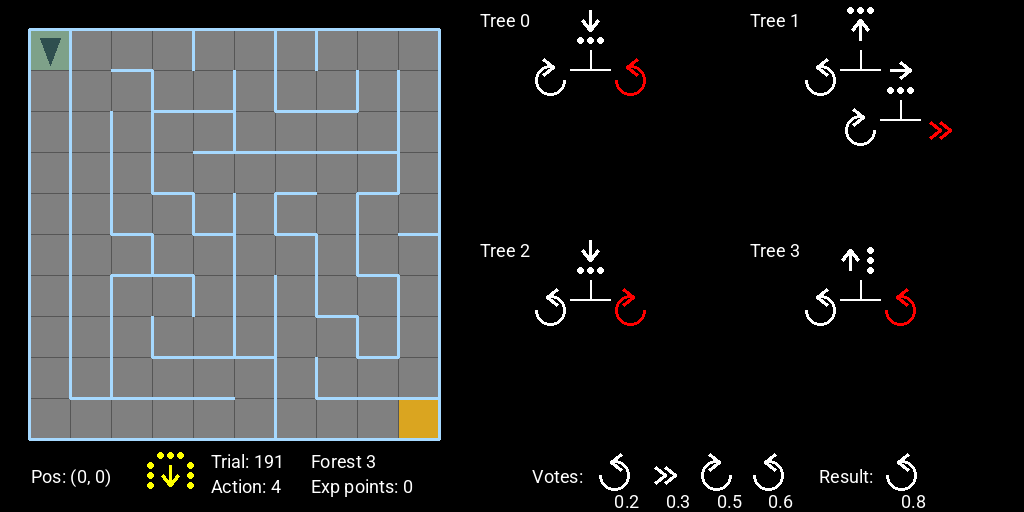 Tree 0
Tree 1
Tree 2
Tree 3
Pos: (0, 0)
Trial: 191
Forest 3
Action: 4
Exp points: 0
Votes:
0.2
0.3
0.5
0.6
Result:
0.8